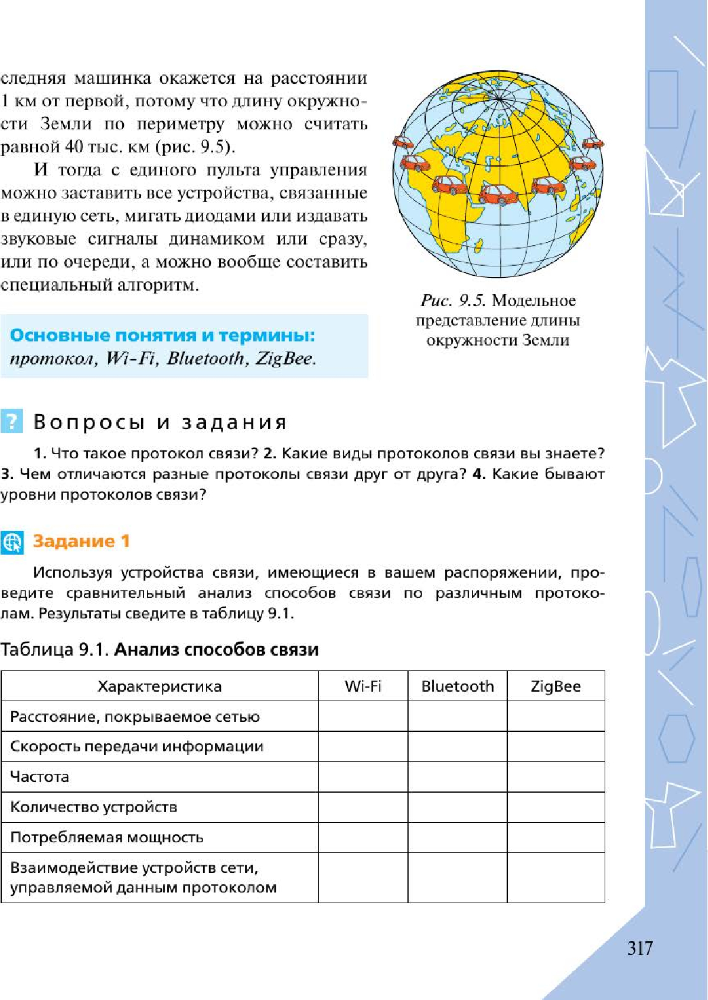 следняя машинка окажется на расстоянии
1 км от первой, потому что длину окружно-
сти Земли по периметру можно считать
равной 40 тыс. км (рис. 9.5).
И тогда с единого пульта управления
можно заставить все устройства, связанные
в единую сеть, мигать диодами или издавать
звуковые сигналы динамиком или сразу,
или по очереди, а можно вообще составить
специальный алгоритм.
Рис. 9.5. Модельное
представление длины
окружности Земли
Основные понятия и термины:
протокол, Wi-Fi, Bluetooth, ZigBee.
? Вопросы и задания
1. Что такое протокол связи? 2. Какие виды протоколов связи вы знаете?
3. Чем отличаются разные протоколы связи друг от друга? 4. Какие бывают
уровни протоколов связи?
Задание 1
Используя устройства связи, имеющиеся в вашем распоряжении, про-
ведите сравнительный анализ способов связи по различным протоко-
лам. Результаты сведите в таблицу 9.1.
Таблица 9.1. Анализ способов связи
Характеристика Wi-Fi Bluetooth ZigBee
Расстояние, покрываемое сетью
Скорость передачи информации
Частота
Количество устройств
Потребляемая мощность
Взаимодействие устройств сети,
управляемой данным протоколом
317